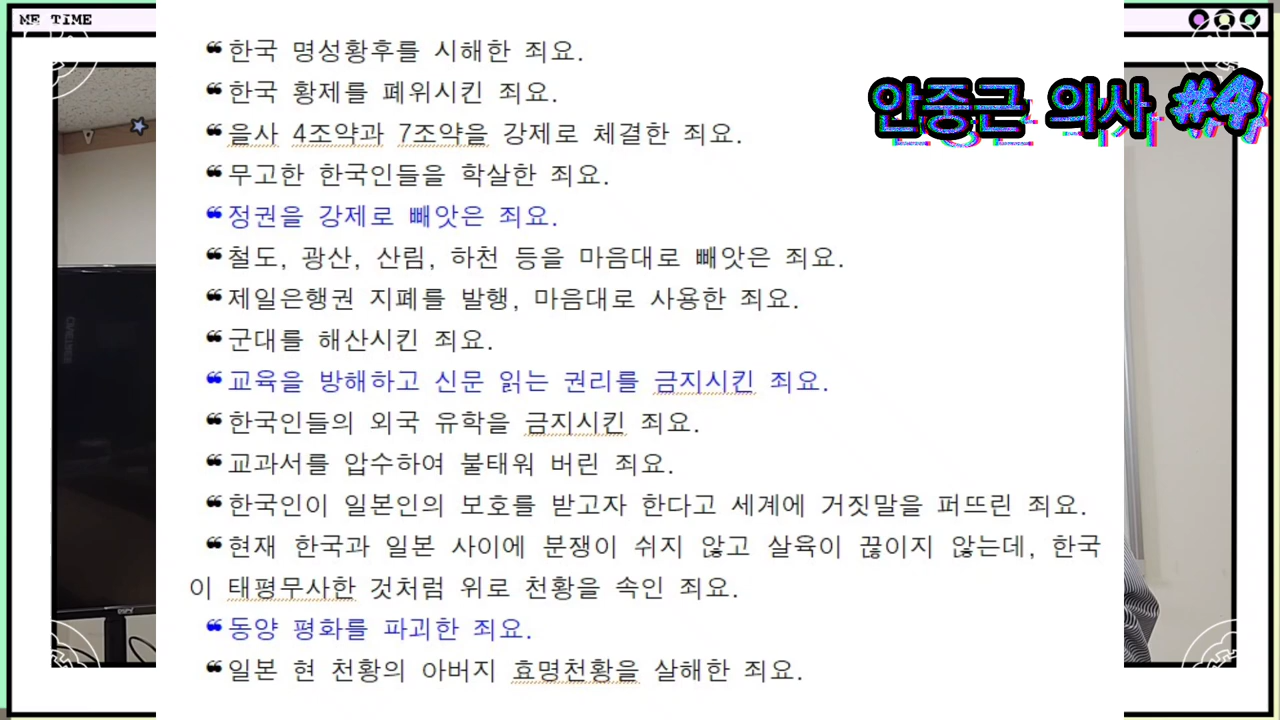 ME TIME
안중근 의사 #4
❝한국 명성황후를 시해한 죄요.
❝한국 황제를 폐위시킨 죄요.
❝을사 4조약과 7조약을 강제로 체결한 죄요.
❝무고한 한국인들을 학살한 죄요.
❝정권을 강제로 빼앗은 죄요.
❝철도, 광산, 산림, 하천 등을 마음대로 빼앗은 죄요.
❝제일은행권 지폐를 발행, 마음대로 사용한 죄요.
❝군대를 해산시킨 죄요.
❝교육을 방해하고 신문 읽는 권리를 금지시킨 죄요.
❝한국인들의 외국 유학을 금지시킨 죄요.
❝교과서를 압수하여 불태워 버린 죄요.
❝한국인이 일본인의 보호를 받고자 한다고 세계에 거짓말을 퍼뜨린 죄요.
❝현재 한국과 일본 사이에 분쟁이 쉬지 않고 살육이 끊이지 않는데, 한국
이 태평무사한 것처럼 위로 천황을 속인 죄요.
❝동양 평화를 파괴한 죄요.
❝일본 현 천황의 아버지 효명천황을 살해한 죄요.